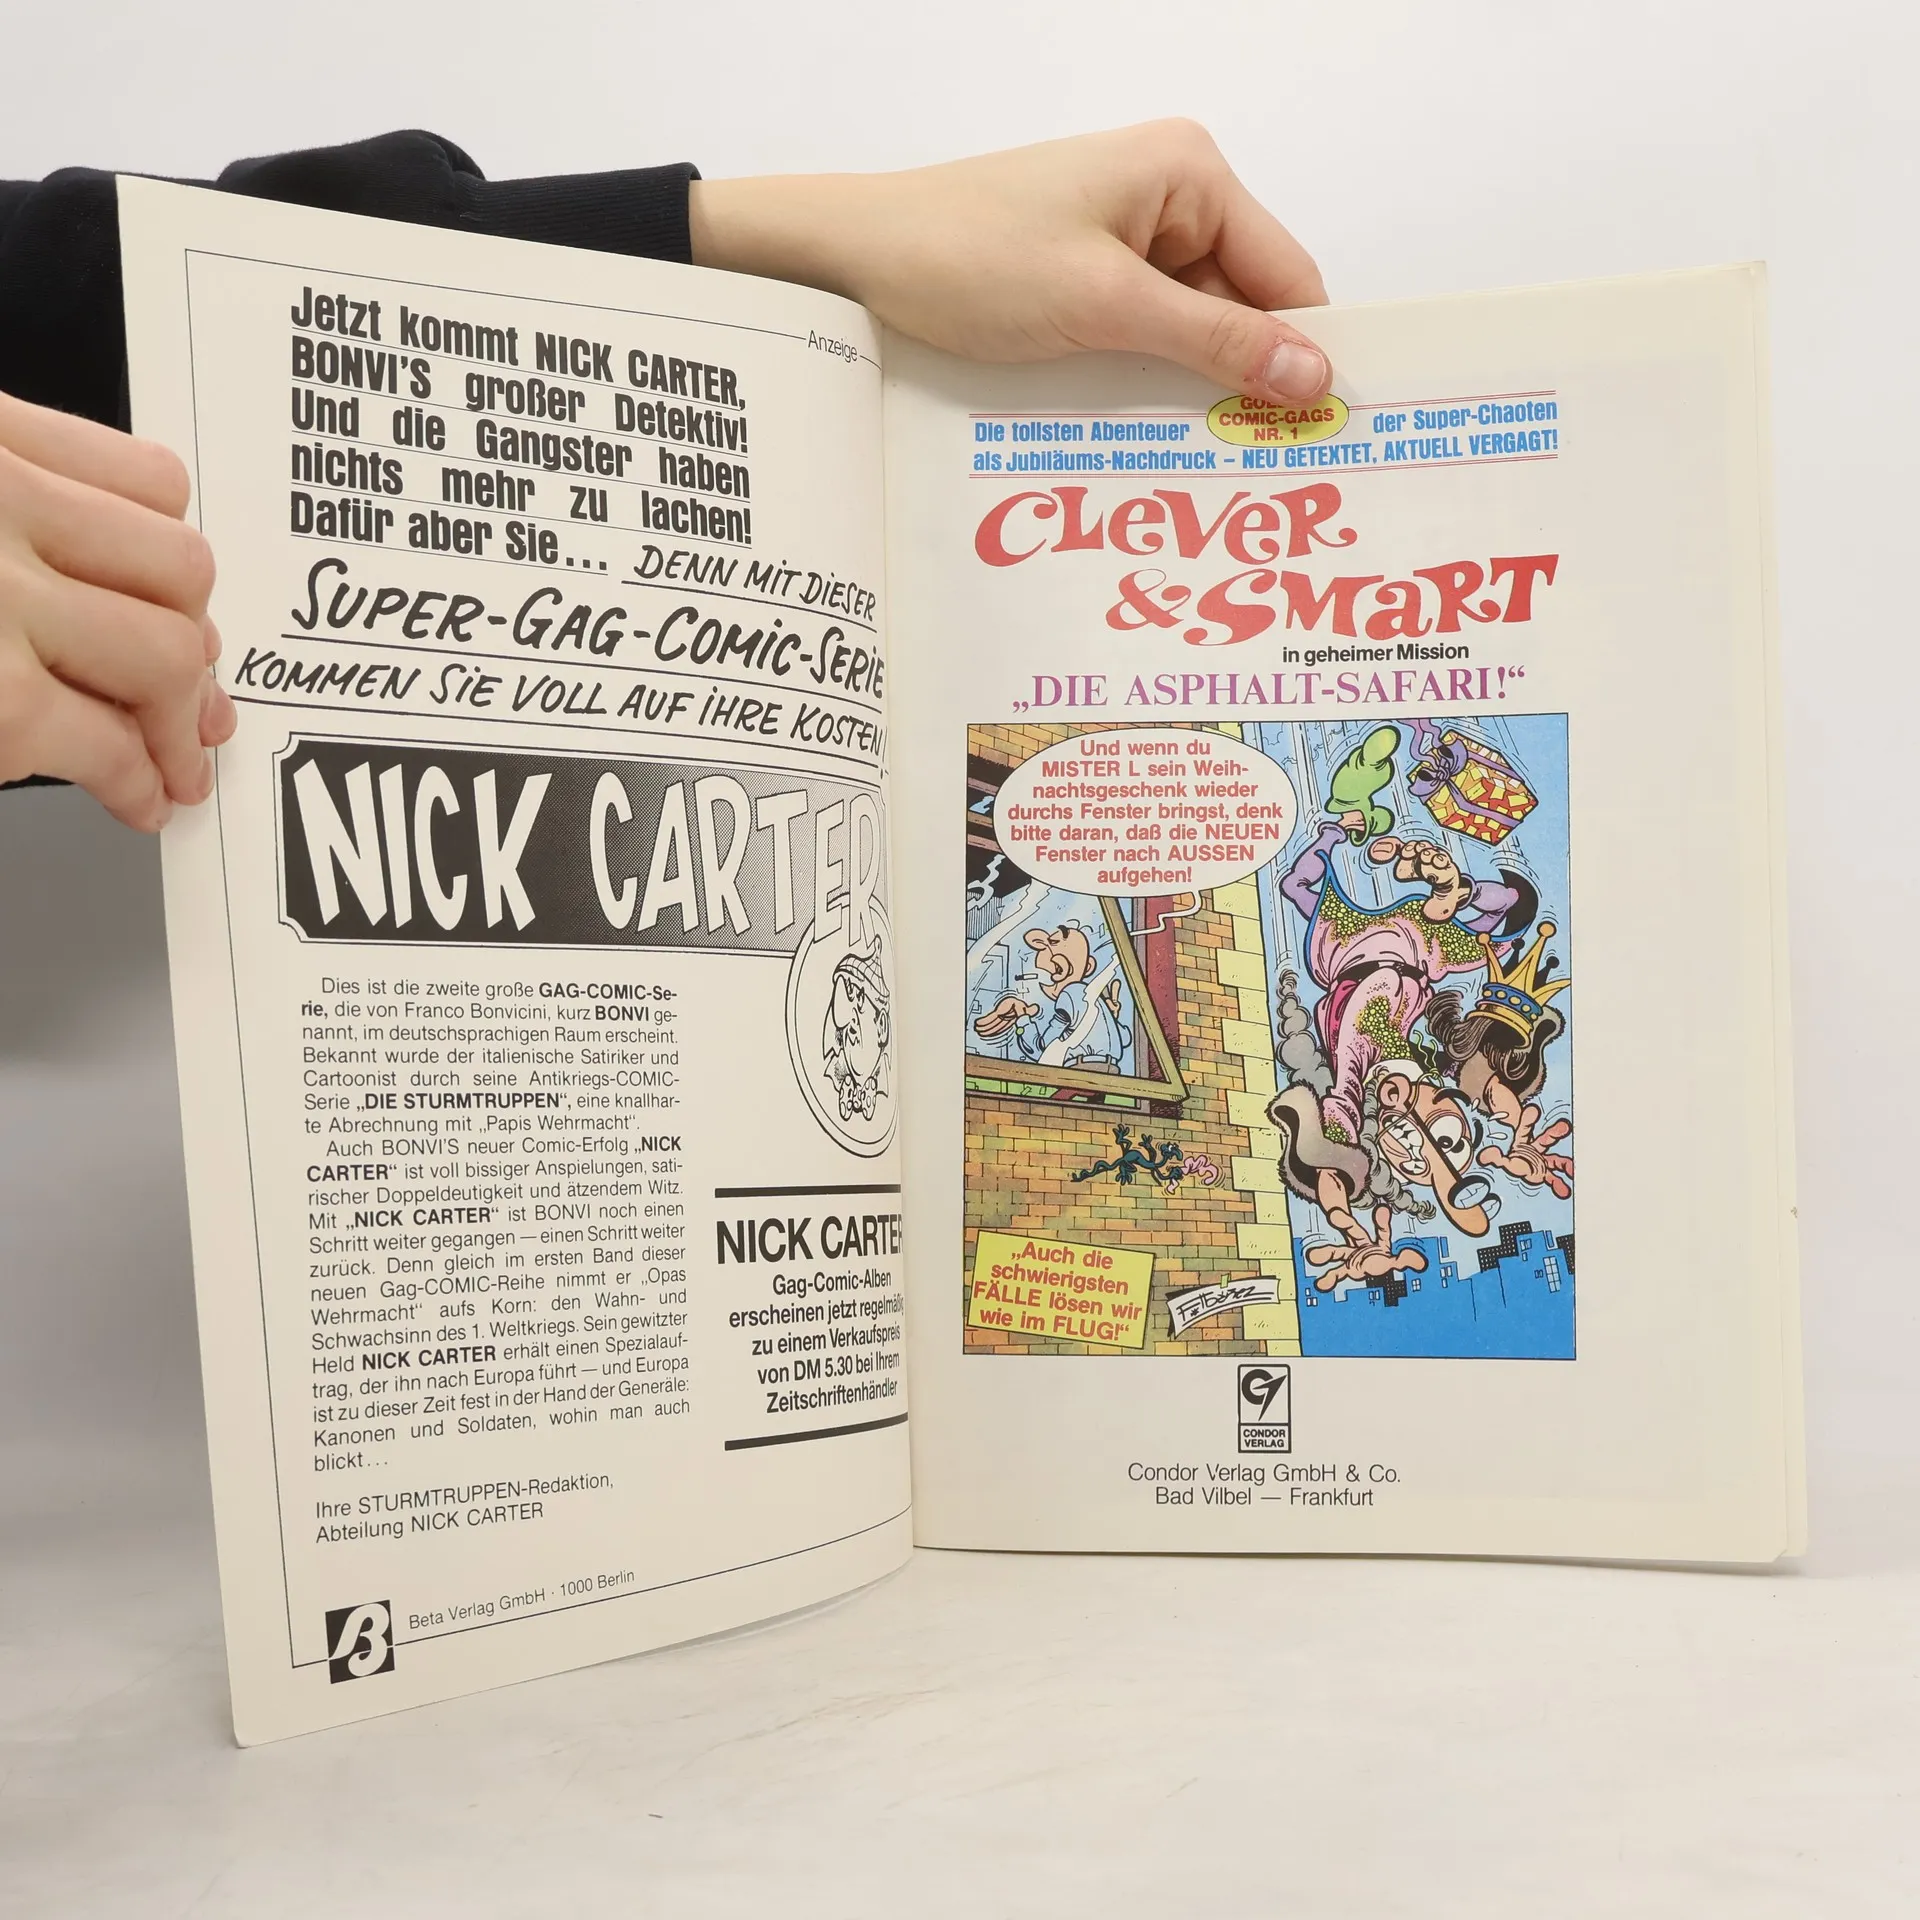 Anzeige
Jetzt kommt NICK CARTER,
BONVI'S großer Detektiv!
Und die Gangster haben
nichts mehr zu lachen!
Dafür aber Sie...
DENN MIT DIESER
SUPER-GAG-COMIC-SERIE
KOMMEN SIE VOLL AUF IHRE KOSTEN!
NICK CARTER
Dies ist die zweite große GAG-COMIC-Se-
rie, die von Franco Bonvicini, kurz BONVI ge-
nannt, im deutschsprachigen Raum erscheint.
Bekannt wurde der italienische Satiriker und
Cartoonist durch seine Antikriegs-COMIC-
Serie „DIE STURMTRUPPEN“, eine knallhar-
te Abrechnung mit „Papis Wehrmacht“.
Auch BONVI'S neuer Comic-Erfolg „NICK
CARTER“ ist voll bissiger Anspielungen, sati-
rischer Doppeldeutigkeit und ätzendem Witz.
Mit „NICK CARTER“ ist BONVI noch einen
Schritt weiter gegangen — einen Schritt weiter
zurück. Denn gleich im ersten Band dieser
neuen Gag-COMIC-Reihe nimmt er „Opas
Wehrmacht“ aufs Korn: den Wahn- und
Schwachsinn des 1. Weltkriegs. Sein gewitzter
Held NICK CARTER erhält einen Spezialauf-
trag, der ihn nach Europa führt — und Europa
ist zu dieser Zeit fest in der Hand der Generäle:
Kanonen und Soldaten, wohin man auch
blickt...
Ihre STURMTRUPPEN-Redaktion,
Abteilung NICK CARTER
NICK CARTER
Gag-Comic-Alben
erscheinen jetzt regelmäßig
zu einem Verkaufspreis
von DM 5.30 bei Ihrem
Zeitschriftenhändler
B
Beta Verlag GmbH · 1000 Berlin
COMIC-GAGS
NR. 1
Die tollsten Abenteuer der Super-Chaoten
als Jubiläums-Nachdruck – NEU GETEXTET, AKTUELL VERGAGT!
CLEVER
& SMART
in geheimer Mission
„DIE ASPHALT-SAFARI!“
Und wenn du
MISTER L sein Weih-
nachtsgeschenk wieder
durchs Fenster bringst, denk
bitte daran, daß die NEUEN
Fenster nach AUSSEN
aufgehen!
„Auch die
schwierigsten
FÄLLE lösen wir
wie im FLUG!“
F. Ibáñez
CONDOR
VERLAG
Condor Verlag GmbH & Co.
Bad Vilbel — Frankfurt